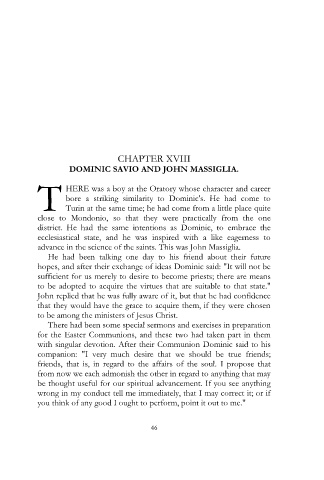 CHAPTER XVIII
DOMINIC SAVIO AND JOHN MASSIGLIA.
THERE was a boy at the Oratory whose character and career
bore a striking similarity to Dominic's. He had come to
Turin at the same time; he had come from a little place quite
close to Mondonio, so that they were practically from the one
district. He had the same intentions as Dominic, to embrace the
ecclesiastical state, and he was inspired with a like eagerness to
advance in the science of the saints. This was John Massiglia.
He had been talking one day to his friend about their future
hopes, and after their exchange of ideas Dominic said: "It will not be
sufficient for us merely to desire to become priests; there are means
to be adopted to acquire the virtues that are suitable to that state."
John replied that he was fully aware of it, but that he had confidence
that they would have the grace to acquire them, if they were chosen
to be among the ministers of Jesus Christ.
There had been some special sermons and exercises in preparation
for the Easter Communions, and these two had taken part in them
with singular devotion. After their Communion Dominic said to his
companion: "I very much desire that we should be true friends;
friends, that is, in regard to the affairs of the soul. I propose that
from now we each admonish the other in regard to anything that may
be thought useful for our spiritual advancement. If you see anything
wrong in my conduct tell me immediately, that I may correct it; or if
you think of any good I ought to perform, point it out to me."
46